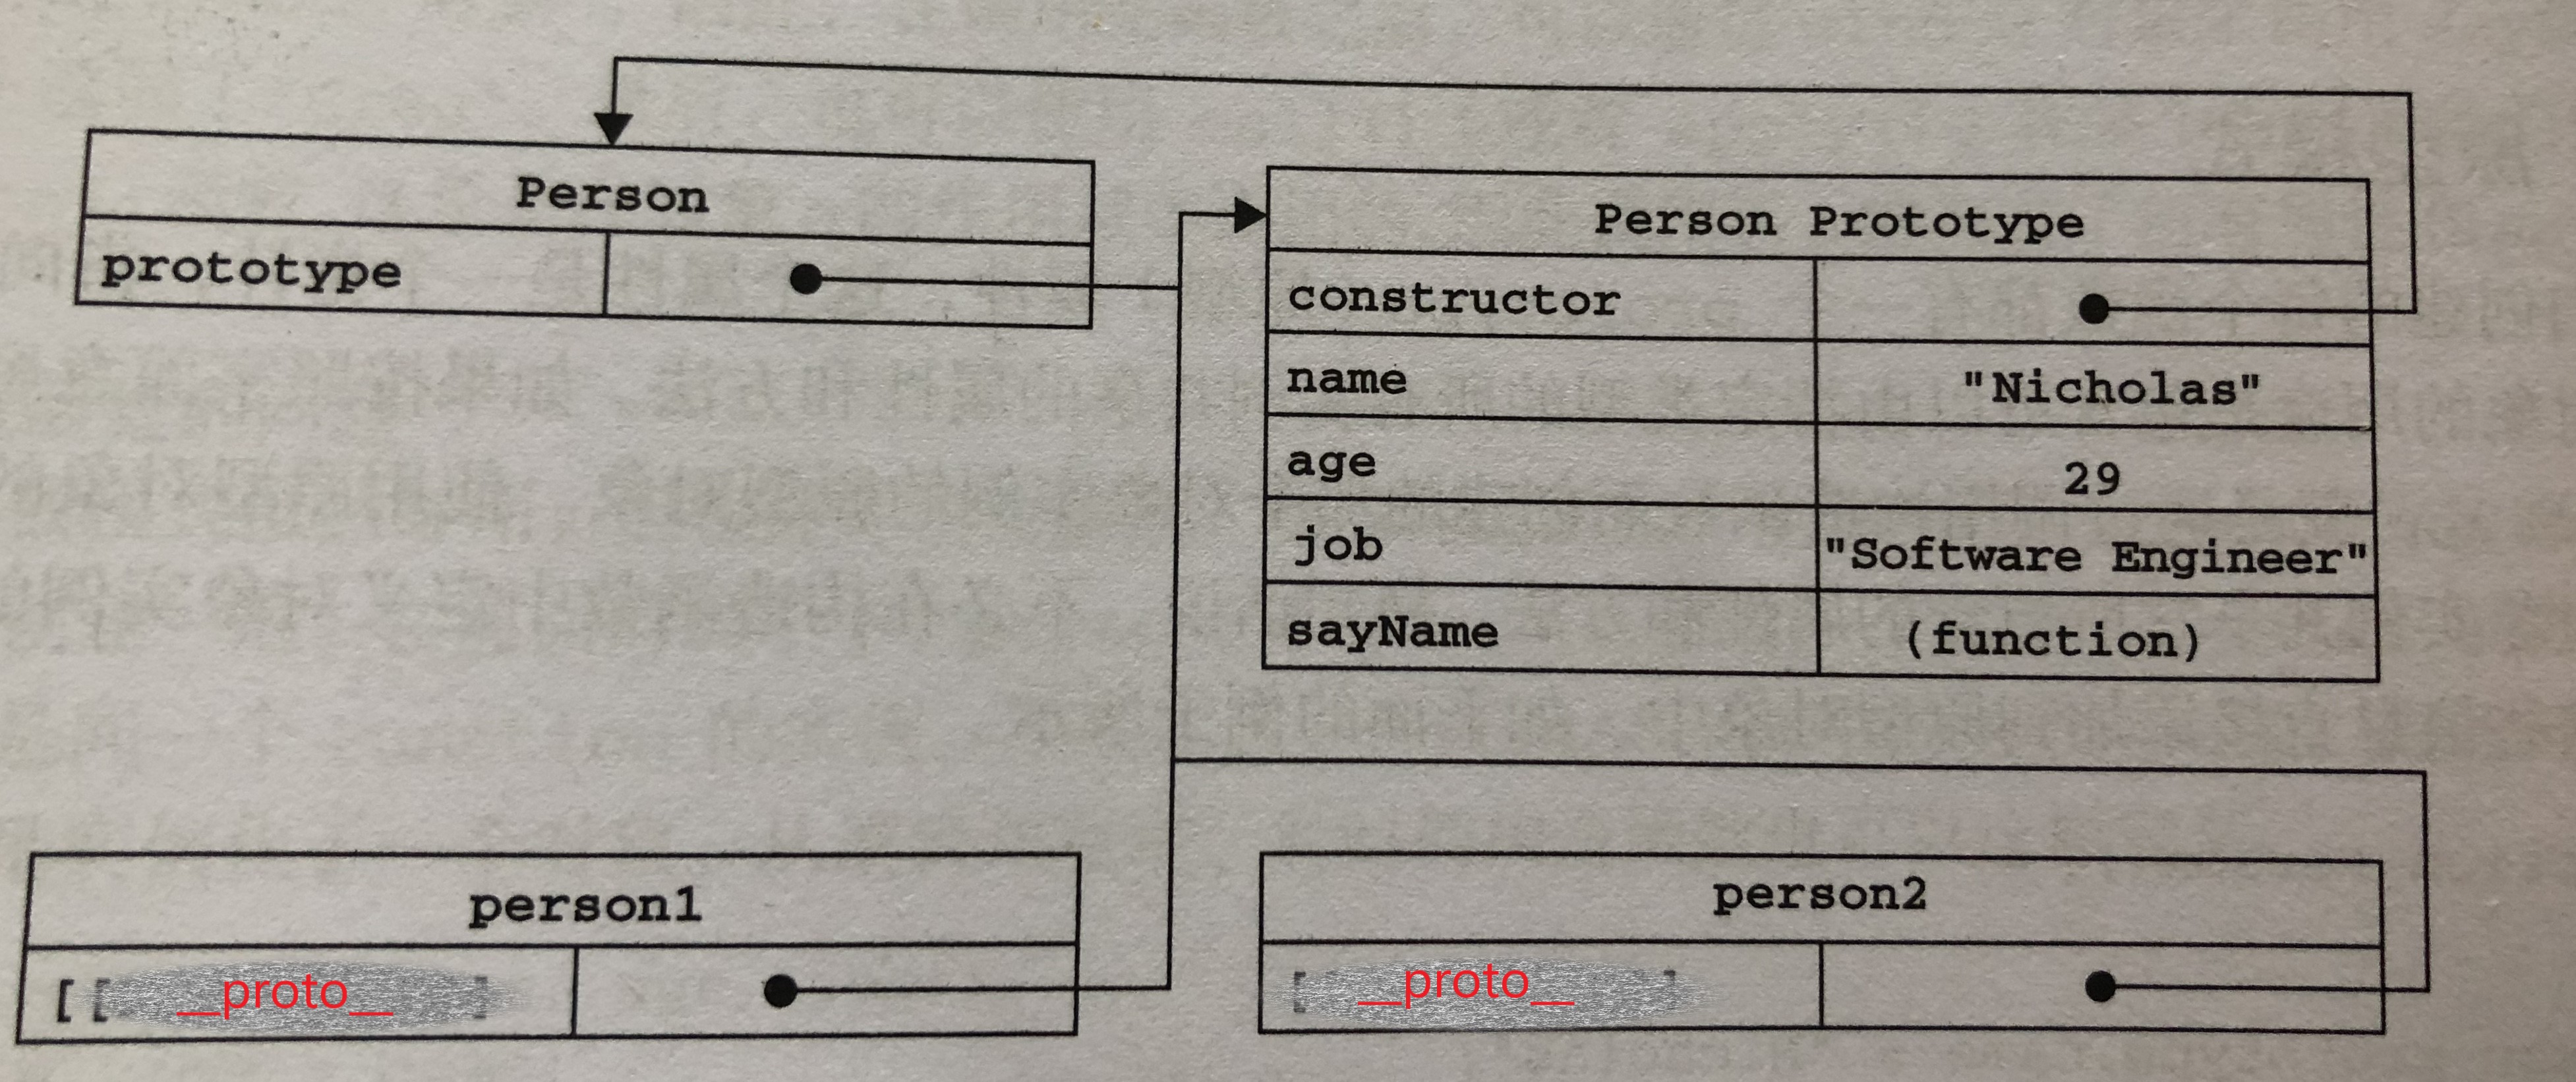 Person
prototype
Person Prototype
constructor
name "Nicholas"
age 29
job "Software Engineer"
sayName (function)
person1
[[ __proto__ ]
person2
[ __proto__ ]